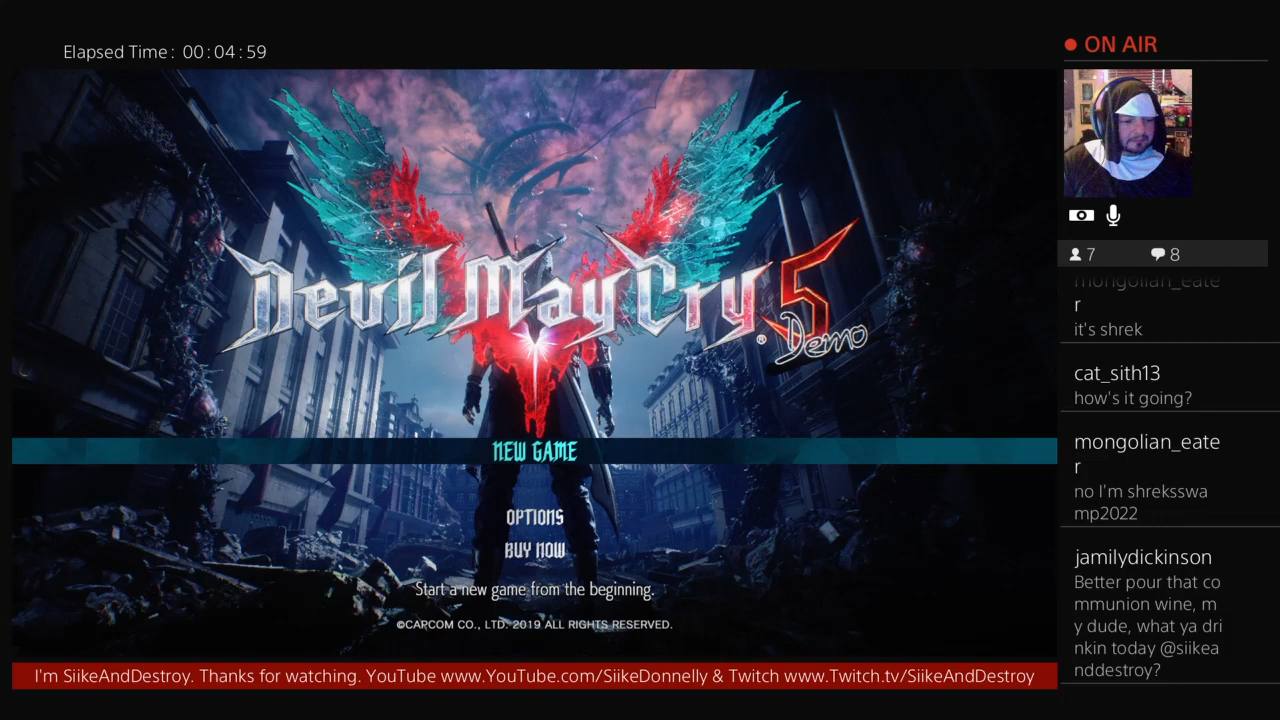 Elapsed Time: 00:04:59
ON AIR
Devil May Cry 5
® Demo
NEW GAME
OPTIONS
BUY NOW
Start a new game from the beginning.
©CAPCOM CO., LTD. 2019 ALL RIGHTS RESERVED.
I'm SiikeAndDestroy. Thanks for watching. YouTube www.YouTube.com/SiikeDonnelly & Twitch www.Twitch.tv/SiikeAndDestroy
7 8
mongolian_eate
r
it's shrek
cat_sith13
how's it going?
mongolian_eate
r
no I'm shreksswa
mp2022
jamilydickinson
Better pour that co
mmunion wine, m
y dude, what ya dri
nkin today @siikea
nddestroy?